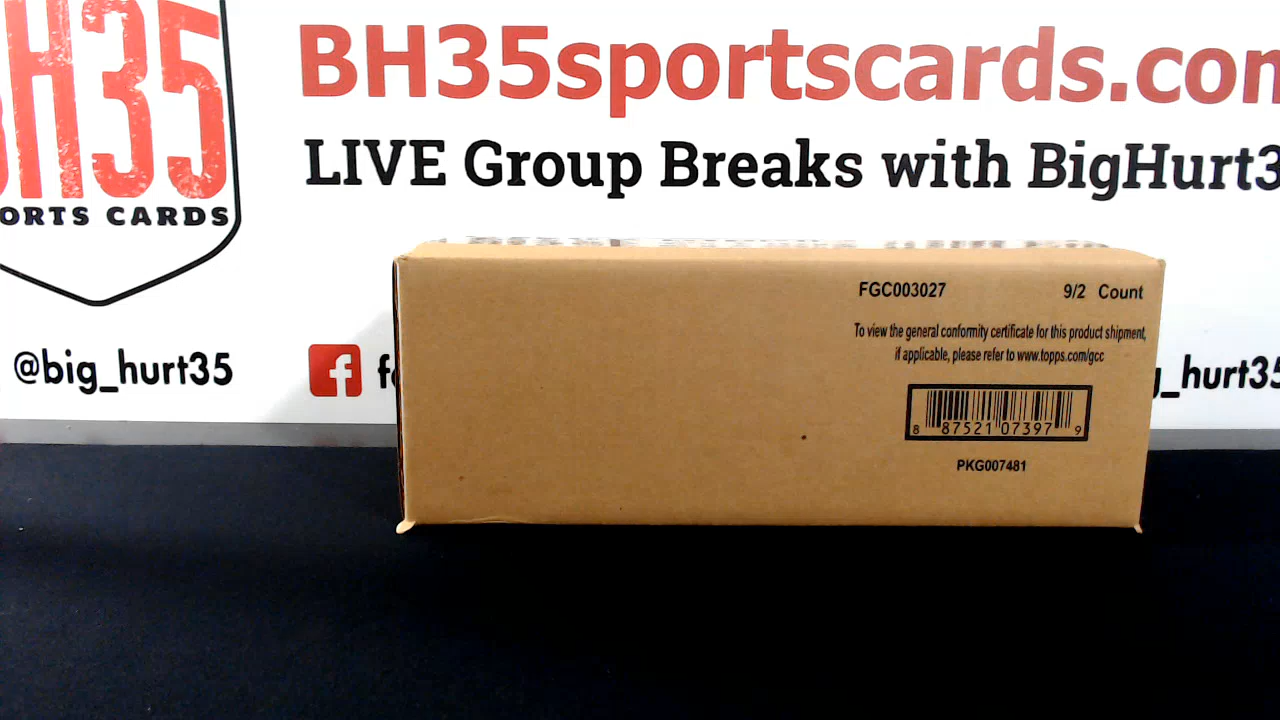 BH35sportscards.com
LIVE Group Breaks with BigHurt3
H35
ORTS CARDS
@big_hurt35
f
_hurt35
FGC003027 9/2 Count
To view the general conformity certificate for this product shipment,
if applicable, please refer to www.topps.com/gcc
8 87521 07397 9
PKG007481